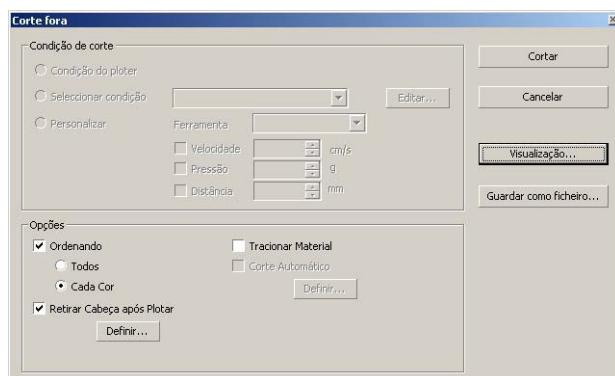 Corte fora
Condição de corte
Condição do ploter
Seleccionar condição
Editar...
Personalizar
Ferramenta
Velocidade
cm/s
Pressão
g
Distância
mm
Cortar
Cancelar
Visualização...
Guardar como ficheiro...
Opções
Ordenando
Tracionar Material
Todos
Corte Automático
Cada Cor
Definir...
Retirar Cabeça após Plotar
Definir...